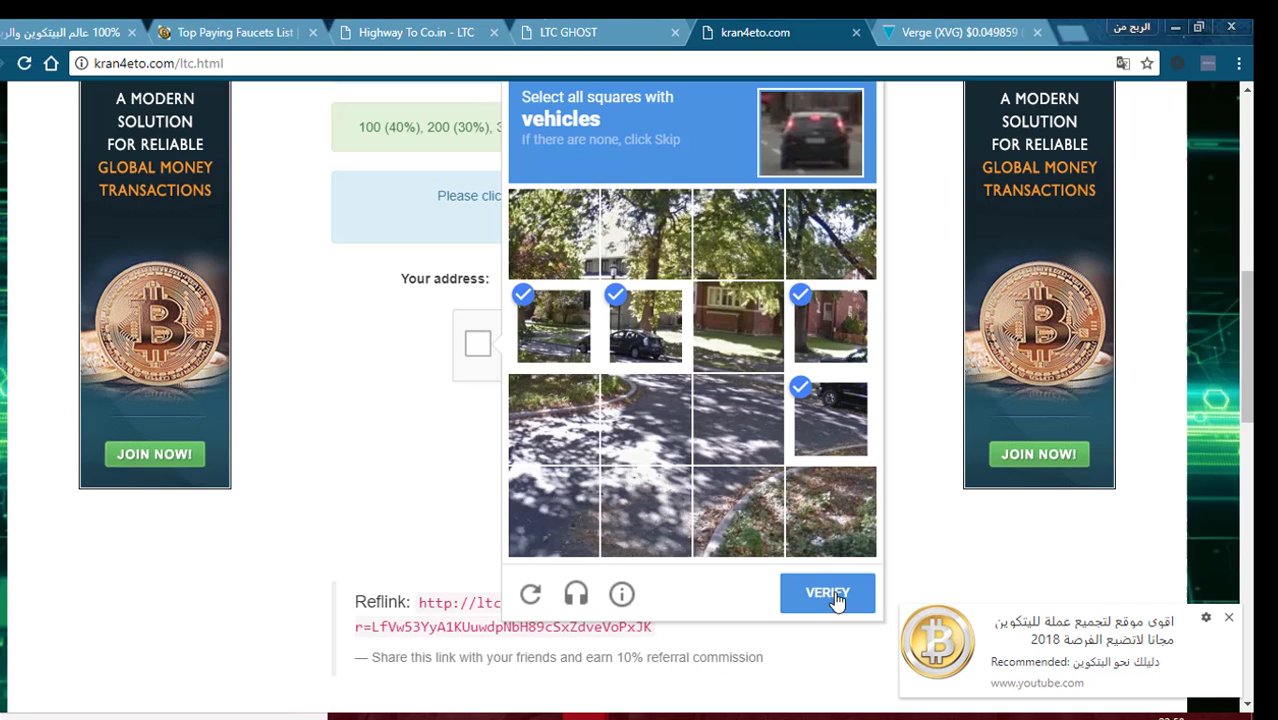 100% عالم البيتكوين والر
Top Paying Faucets List
Highway To Co.in - LTC
LTC GHOST
kran4eto.com
Verge (XVG) $0.049859
الربح من
kran4eto.com/ltc.html
A MODERN
SOLUTION
FOR RELIABLE
GLOBAL MONEY
TRANSACTIONS
JOIN NOW!
100 (40%), 200 (30%), 3
Please clic
Your address:
Select all squares with
vehicles
If there are none, click Skip
VERIFY
A MODERN
SOLUTION
FOR RELIABLE
GLOBAL MONEY
TRANSACTIONS
JOIN NOW!
Reflink: http://ltc
r=LfVw53YyA1KUuwdpNbH89cSxZdveVoPxJK
— Share this link with your friends and earn 10% referral commission
اقوى موقع لتجميع عملة للبيتكوين
مجانا لاتضيع الفرصة 2018
Recommended: دليلك نحو البتكوين
www.youtube.com